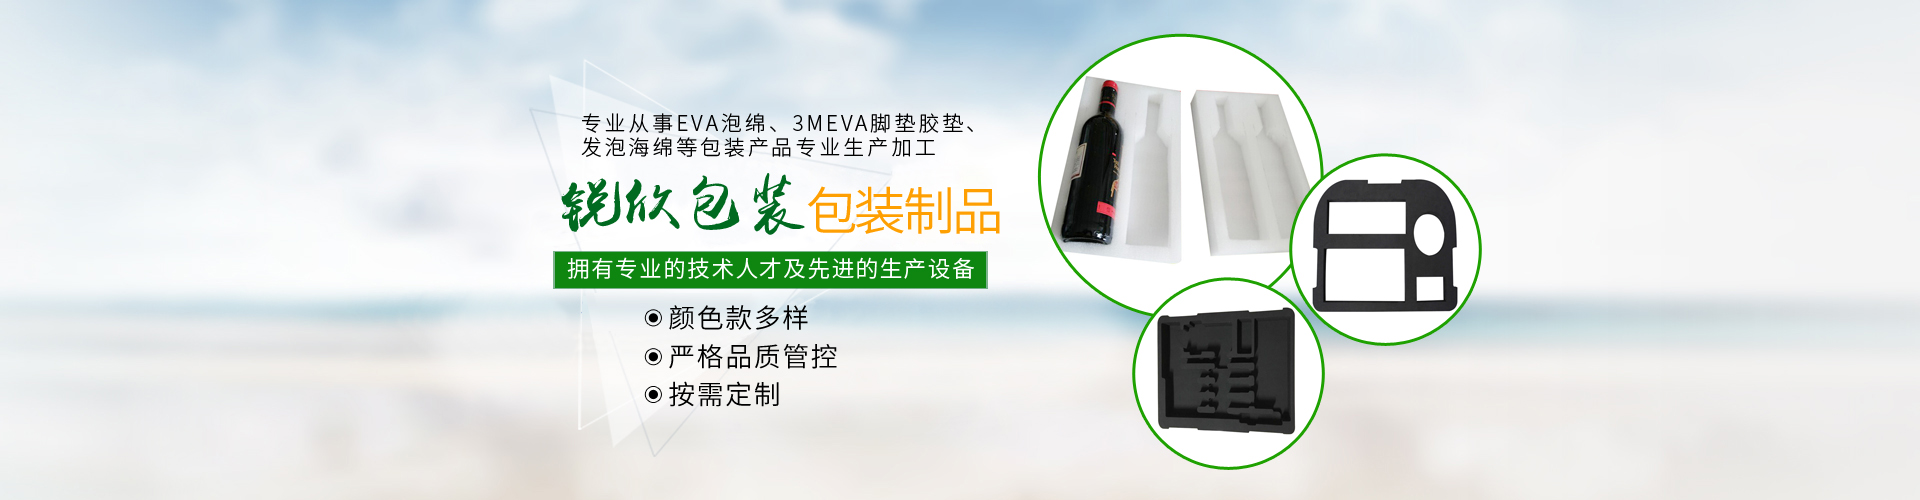 专业从事EVA泡绵、3MEVA脚垫胶垫、
发泡海绵等包装产品专业生产加工
锐欣包装包装制品
拥有专业的技术人才及先进的生产设备
颜色款多样
严格品质管控
按需定制